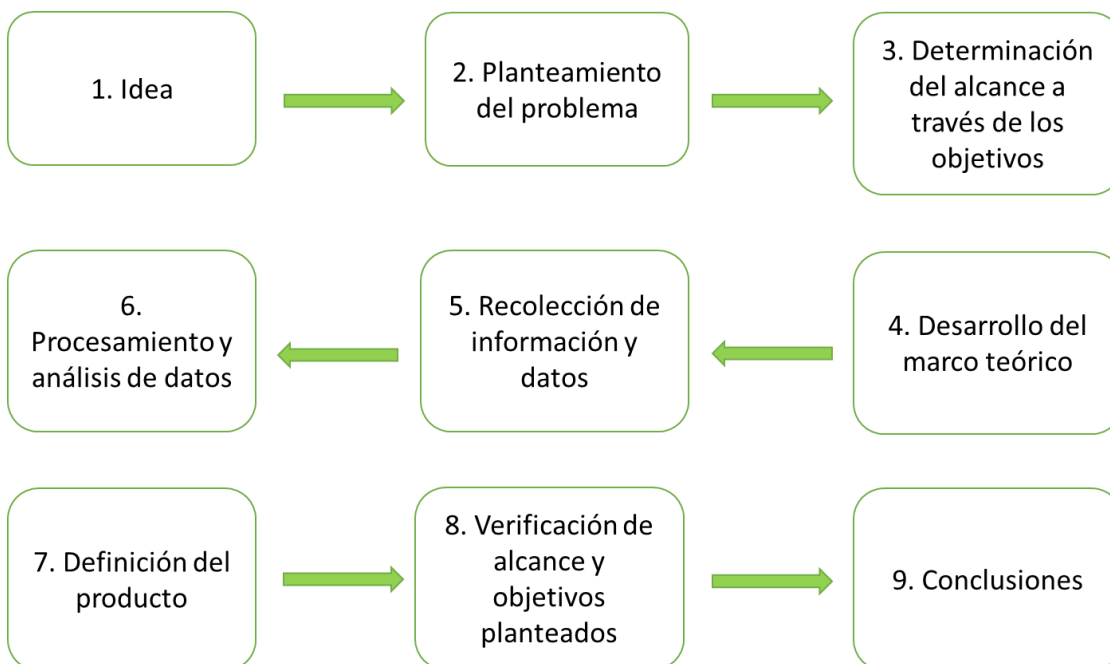 1. Idea
2. Planteamiento
del problema
3. Determinación
del alcance a
través de los
objetivos
4. Desarrollo del
marco teórico
5. Recolección de
información y
datos
6.
Procesamiento y
análisis de datos
7. Definición del
producto
8. Verificación de
alcance y
objetivos
planteados
9. Conclusiones